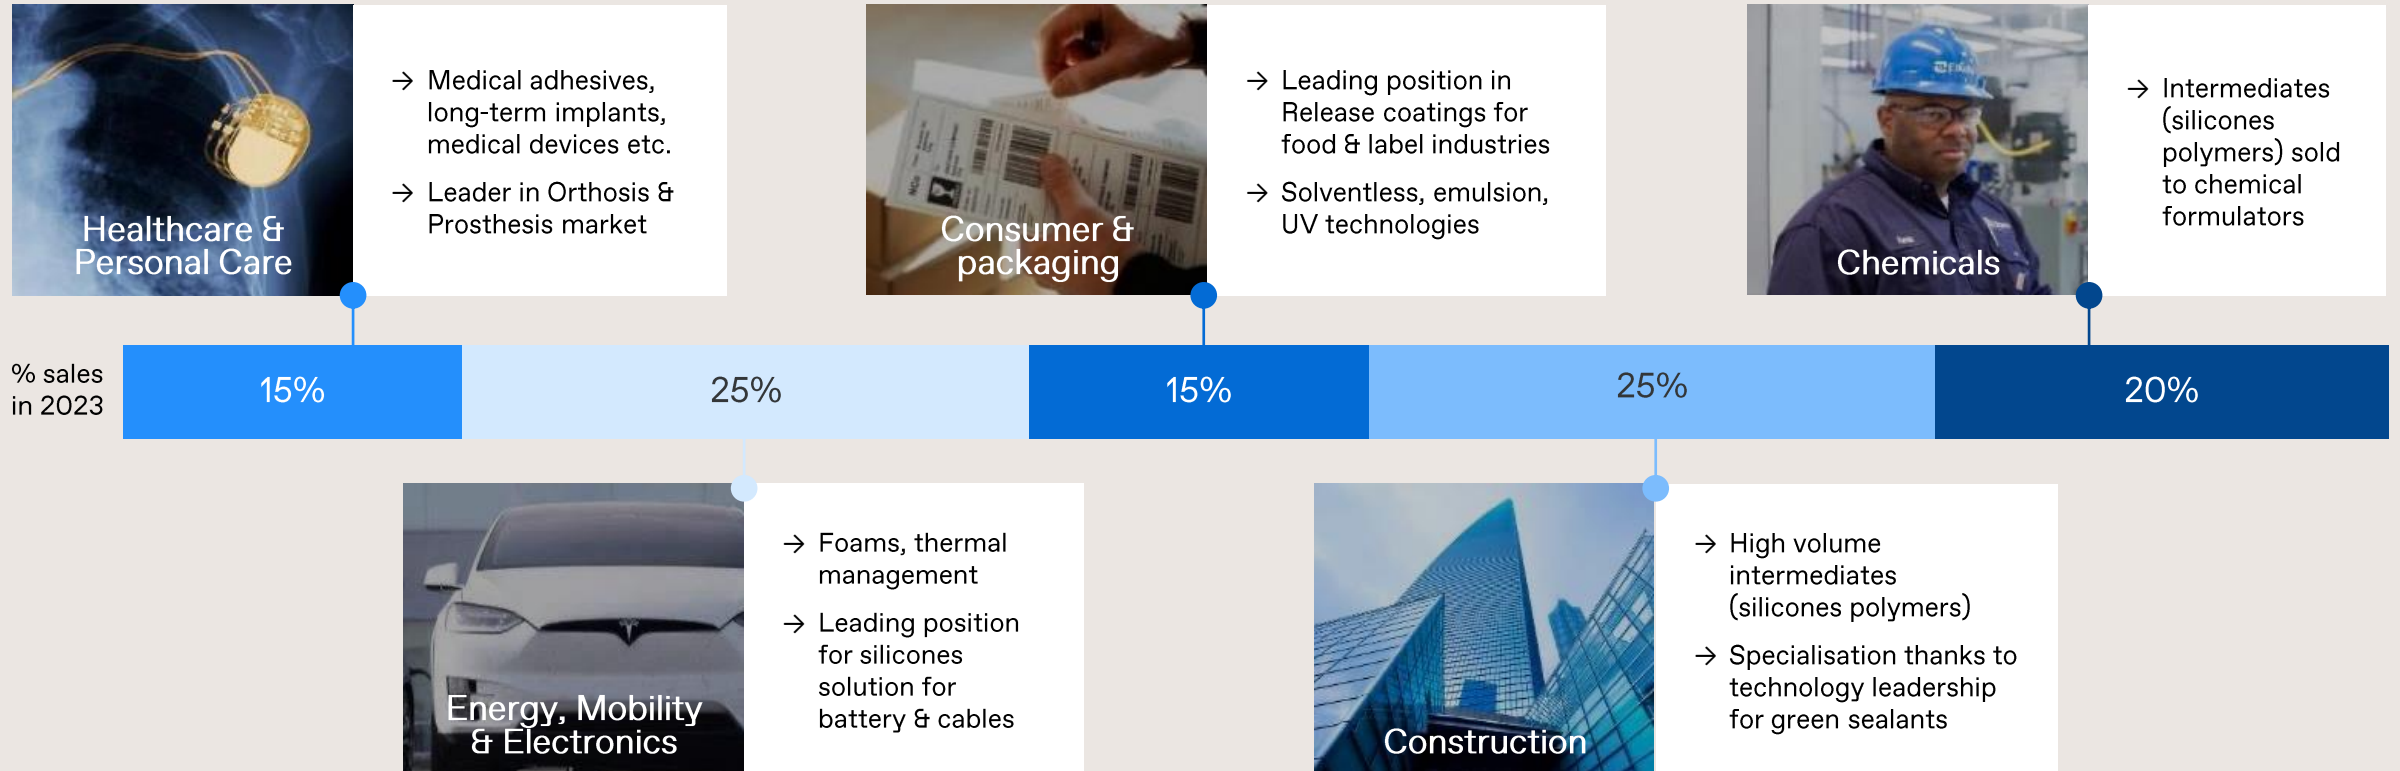 Healthcare &
Personal Care
→ Medical adhesives,
long-term implants,
medical devices etc.
→ Leader in Orthosis &
Prosthesis market
Consumer &
packaging
→ Leading position in
Release coatings for
food & label industries
→ Solventless, emulsion,
UV technologies
Chemicals
→ Intermediates
(silicones
polymers) sold
to chemical
formulators
% sales
in 2023
15%
25%
15%
25%
20%
Energy, Mobility
& Electronics
→ Foams, thermal
management
→ Leading position
for silicones
solution for
battery & cables
Construction
→ High volume
intermediates
(silicones polymers)
→ Specialisation thanks to
technology leadership
for green sealants